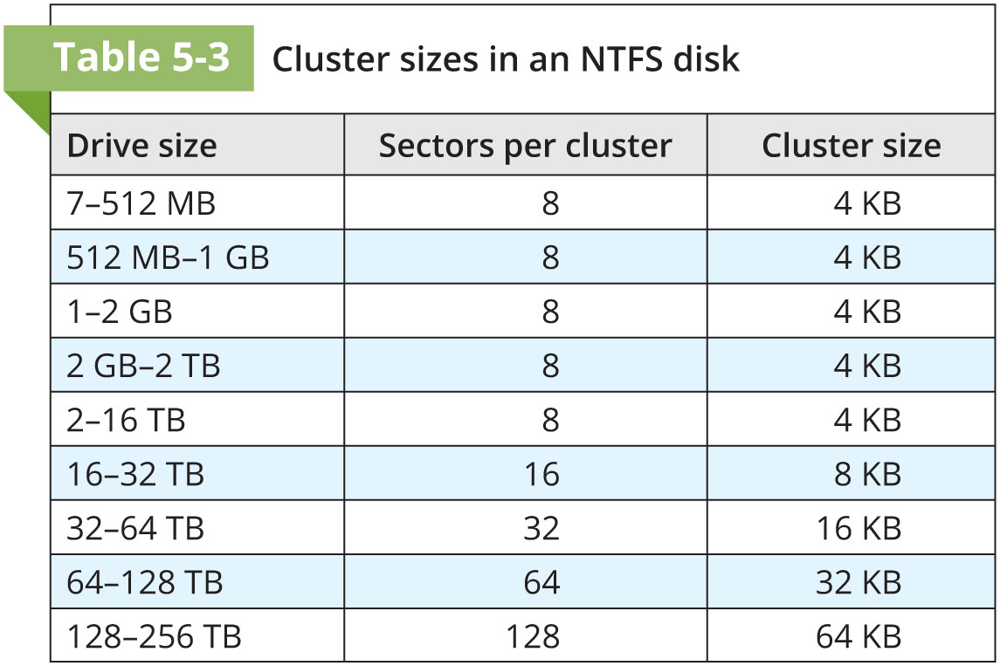 Table 5-3 Cluster sizes in an NTFS disk
Drive size Sectors per cluster Cluster size
7–512 MB 8 4 KB
512 MB–1 GB 8 4 KB
1–2 GB 8 4 KB
2 GB–2 TB 8 4 KB
2–16 TB 8 4 KB
16–32 TB 16 8 KB
32–64 TB 32 16 KB
64–128 TB 64 32 KB
128–256 TB 128 64 KB